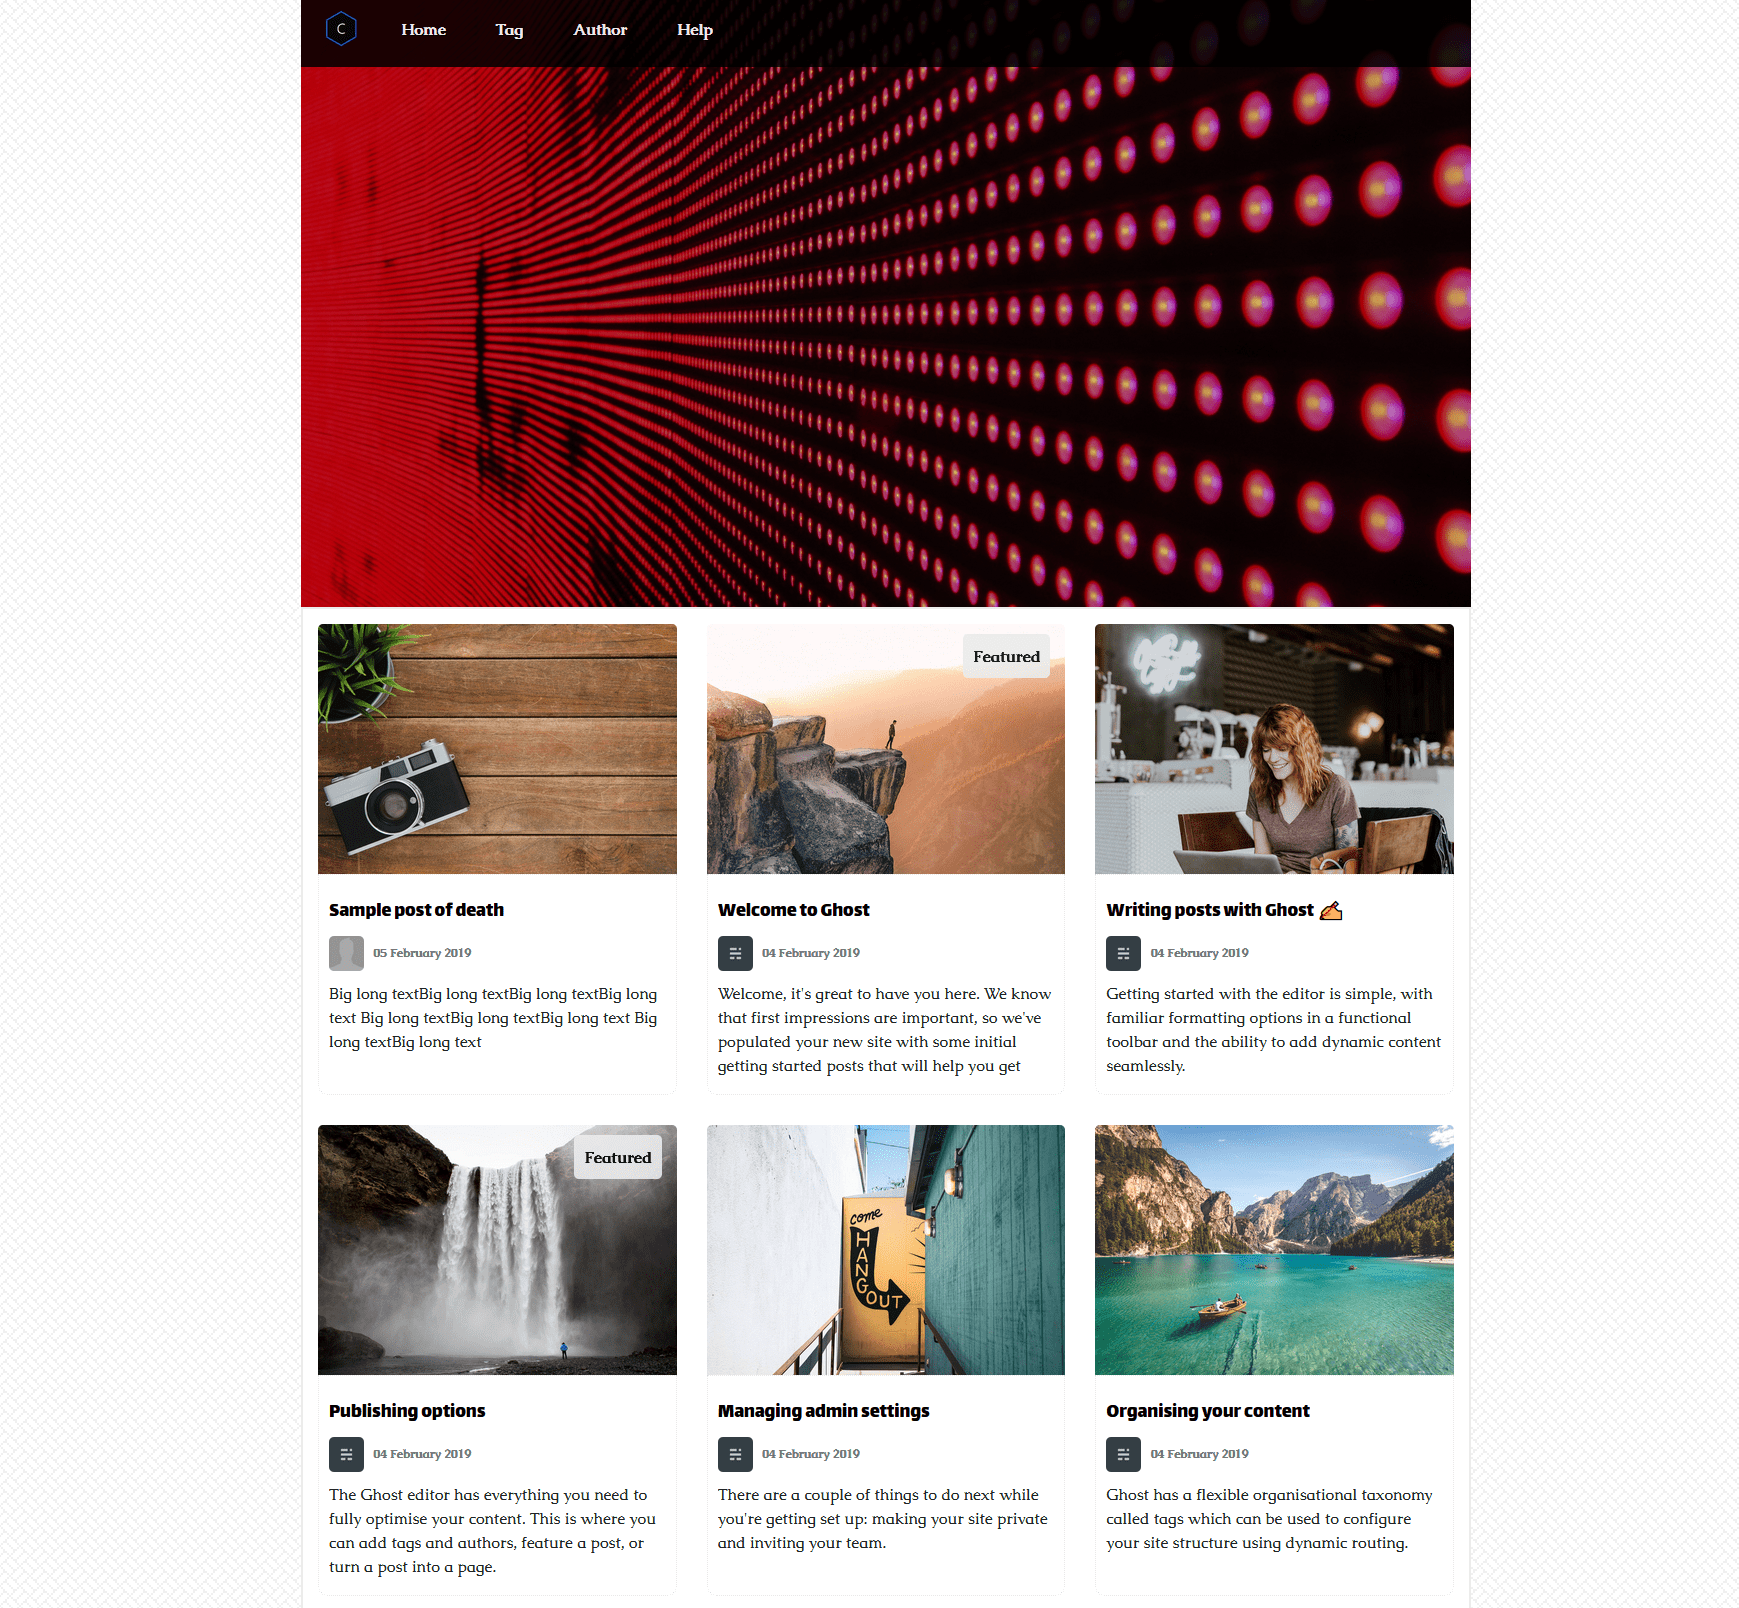 C Home Tag Author Help
Featured
Sample post of death
05 February 2019
Big long textBig long textBig long textBig long
text Big long textBig long textBig long text Big
long textBig long text
Welcome to Ghost
04 February 2019
Welcome, it's great to have you here. We know
that first impressions are important, so we've
populated your new site with some initial
getting started posts that will help you get
Writing posts with Ghost ✍
04 February 2019
Getting started with the editor is simple, with
familiar formatting options in a functional
toolbar and the ability to add dynamic content
seamlessly.
Featured
Publishing options
04 February 2019
The Ghost editor has everything you need to
fully optimise your content. This is where you
can add tags and authors, feature a post, or
turn a post into a page.
come
HANGOUT
Managing admin settings
04 February 2019
There are a couple of things to do next while
you're getting set up: making your site private
and inviting your team.
Organising your content
04 February 2019
Ghost has a flexible organisational taxonomy
called tags which can be used to configure
your site structure using dynamic routing.